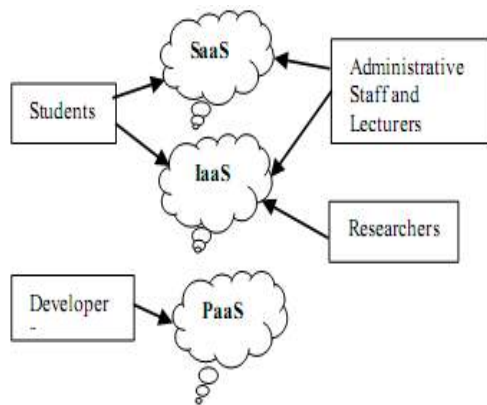 SaaS
Administrative
Staff and
Lecturers
Students
IaaS
Researchers
Developer
PaaS